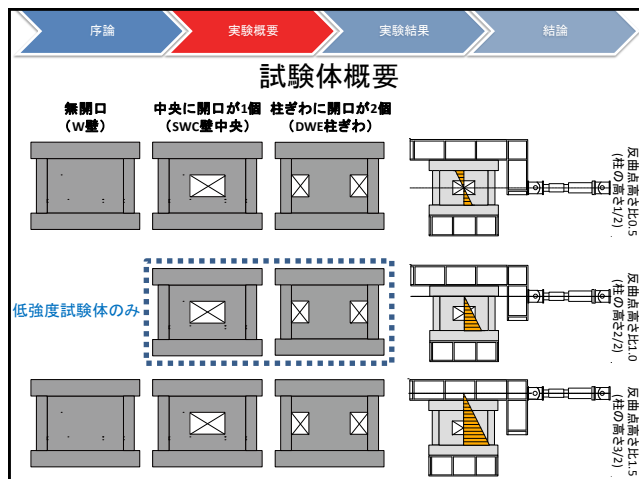 序論
実験概要
実験結果
結論
試験体概要
無開口
(W壁)
中央に開口が1個
(SWC壁中央)
柱ぎわに開口が2個
(DWE柱ぎわ)
反曲点高さ比0.5
(柱の高さ1/2)
低強度試験体のみ
反曲点高さ比1.0
(柱の高さ2/2)
反曲点高さ比1.5
(柱の高さ3/2)